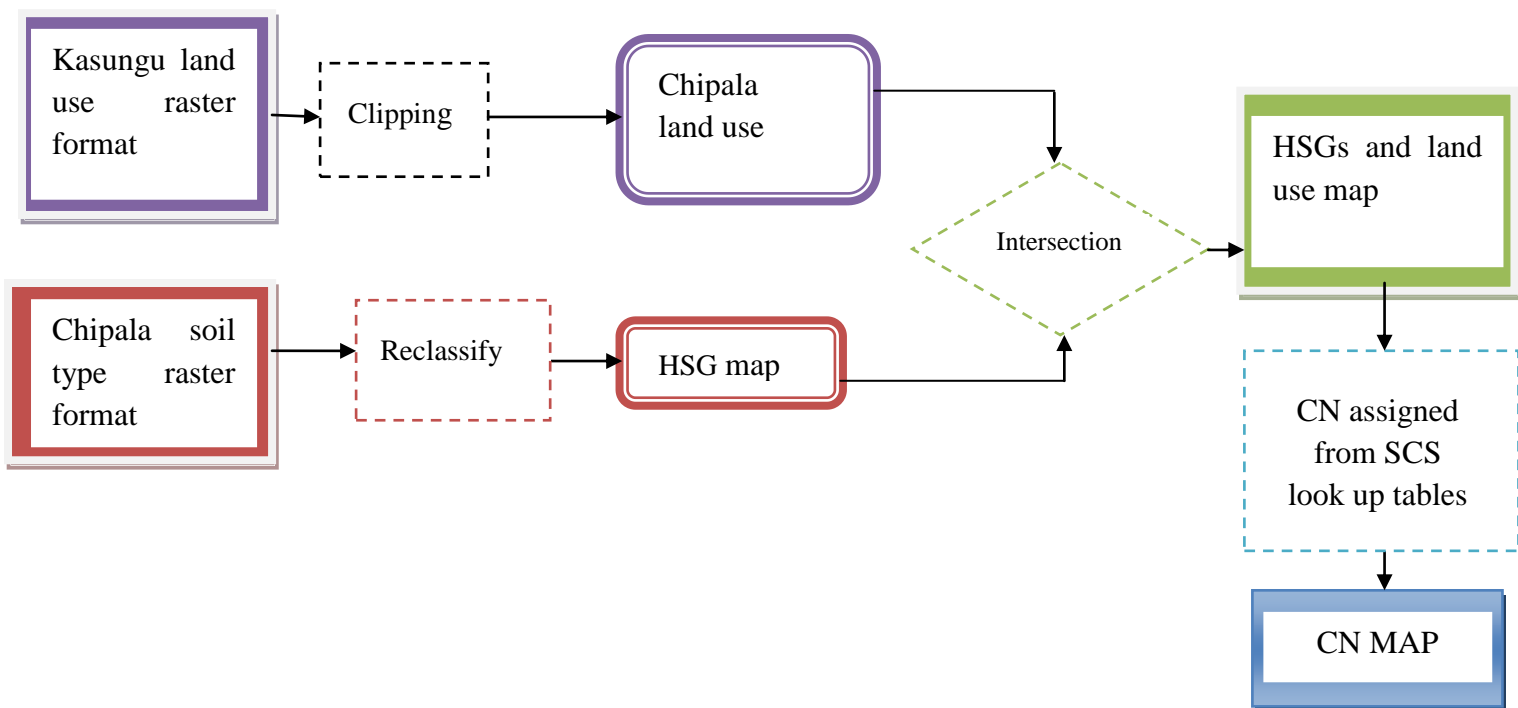 Kasungu land
use raster
format
Clipping
Chipala
land use
HSGs and land
use map
Intersection
Chipala soil
type raster
format
Reclassify
HSG map
CN assigned
from SCS
look up tables
CN MAP